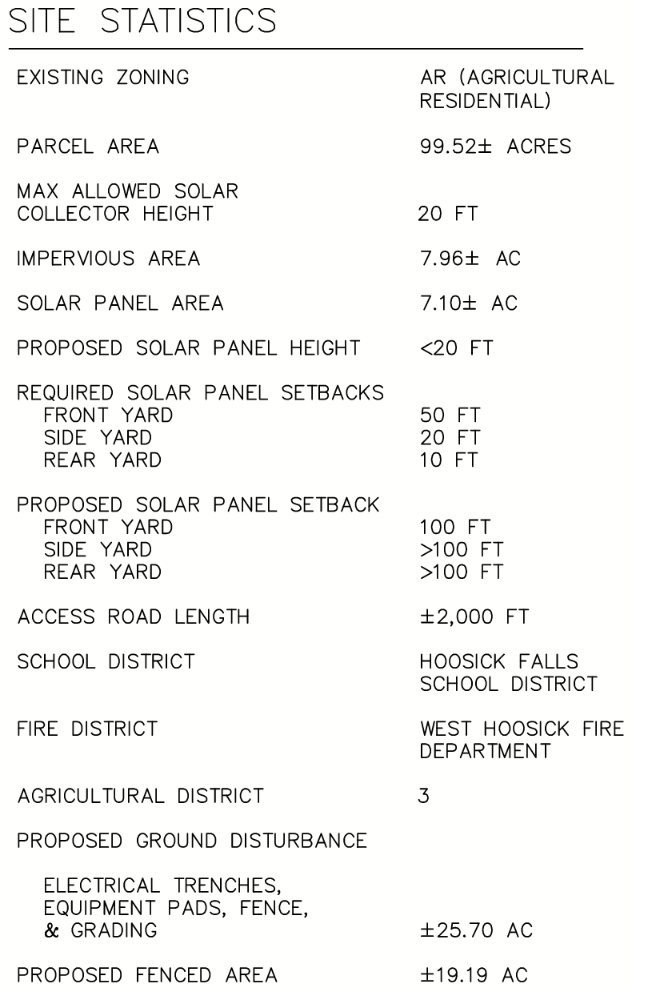 SITE STATISTICS
EXISTING ZONING AR (AGRICULTURAL
RESIDENTIAL)
PARCEL AREA 99.52± ACRES
MAX ALLOWED SOLAR
COLLECTOR HEIGHT 20 FT
IMPERVIOUS AREA 7.96± AC
SOLAR PANEL AREA 7.10± AC
PROPOSED SOLAR PANEL HEIGHT <20 FT
REQUIRED SOLAR PANEL SETBACKS
FRONT YARD 50 FT
SIDE YARD 20 FT
REAR YARD 10 FT
PROPOSED SOLAR PANEL SETBACK
FRONT YARD 100 FT
SIDE YARD >100 FT
REAR YARD >100 FT
ACCESS ROAD LENGTH ±2,000 FT
SCHOOL DISTRICT HOOSICK FALLS
SCHOOL DISTRICT
FIRE DISTRICT WEST HOOSICK FIRE
DEPARTMENT
AGRICULTURAL DISTRICT 3
PROPOSED GROUND DISTURBANCE
ELECTRICAL TRENCHES,
EQUIPMENT PADS, FENCE,
& GRADING ±25.70 AC
PROPOSED FENCED AREA ±19.19 AC